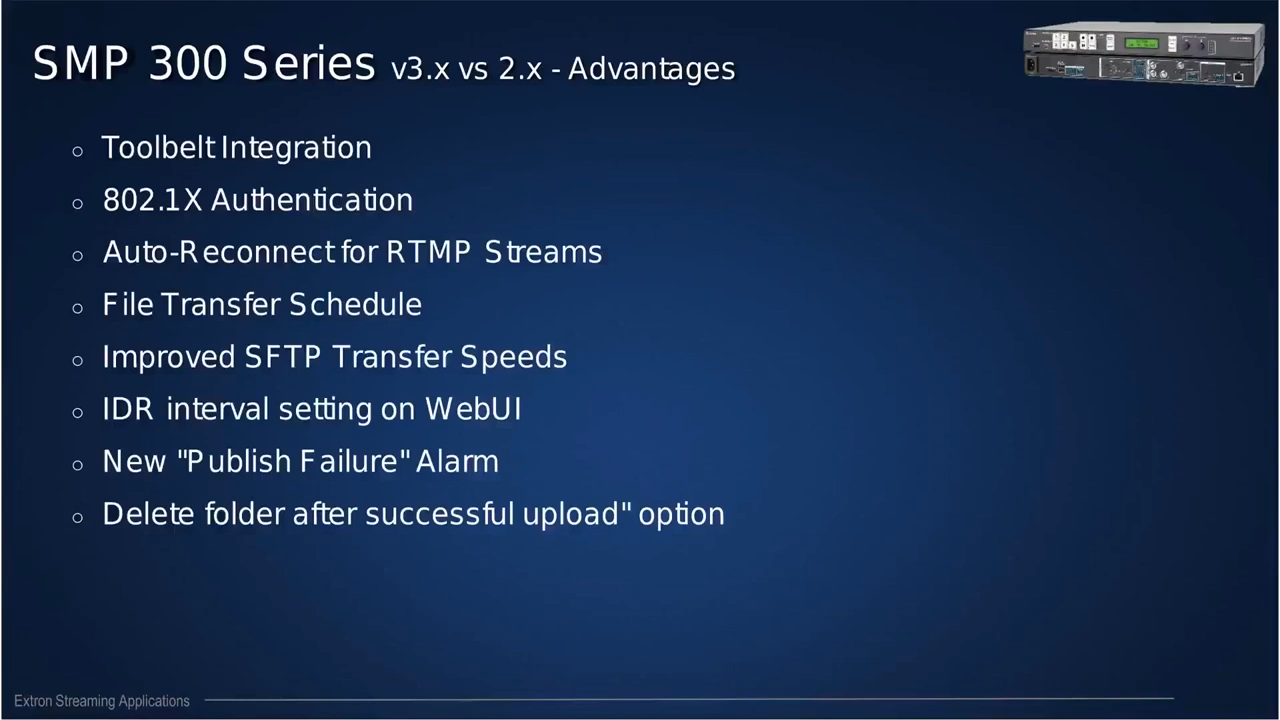 SMP 300 Series v3.x vs 2.x - Advantages
Toolbelt Integration
802.1X Authentication
Auto-Reconnect for RTMP Streams
File Transfer Schedule
Improved SFTP Transfer Speeds
IDR interval setting on WebUI
New "Publish Failure" Alarm
Delete folder after successful upload" option
Extron Streaming Applications